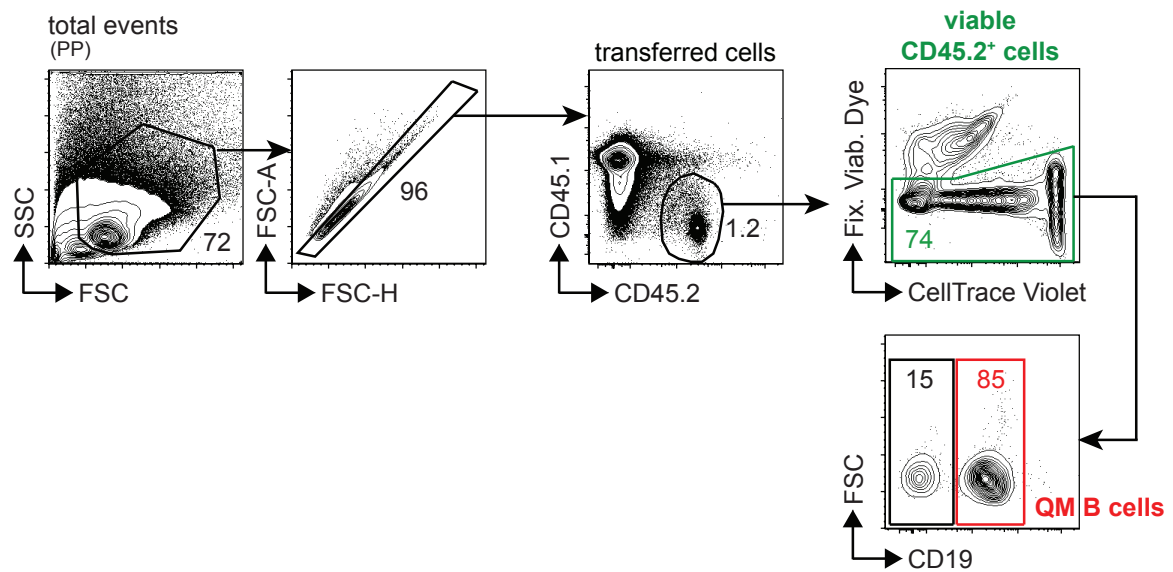 total events
(PP)
SSC
FSC
72
FSC-A
FSC-H
96
transferred cells
CD45.1
CD45.2
1.2
viable
CD45.2⁺ cells
Fix. Viab. Dye
CellTrace Violet
74
15
85
FSC
CD19
QM B cells